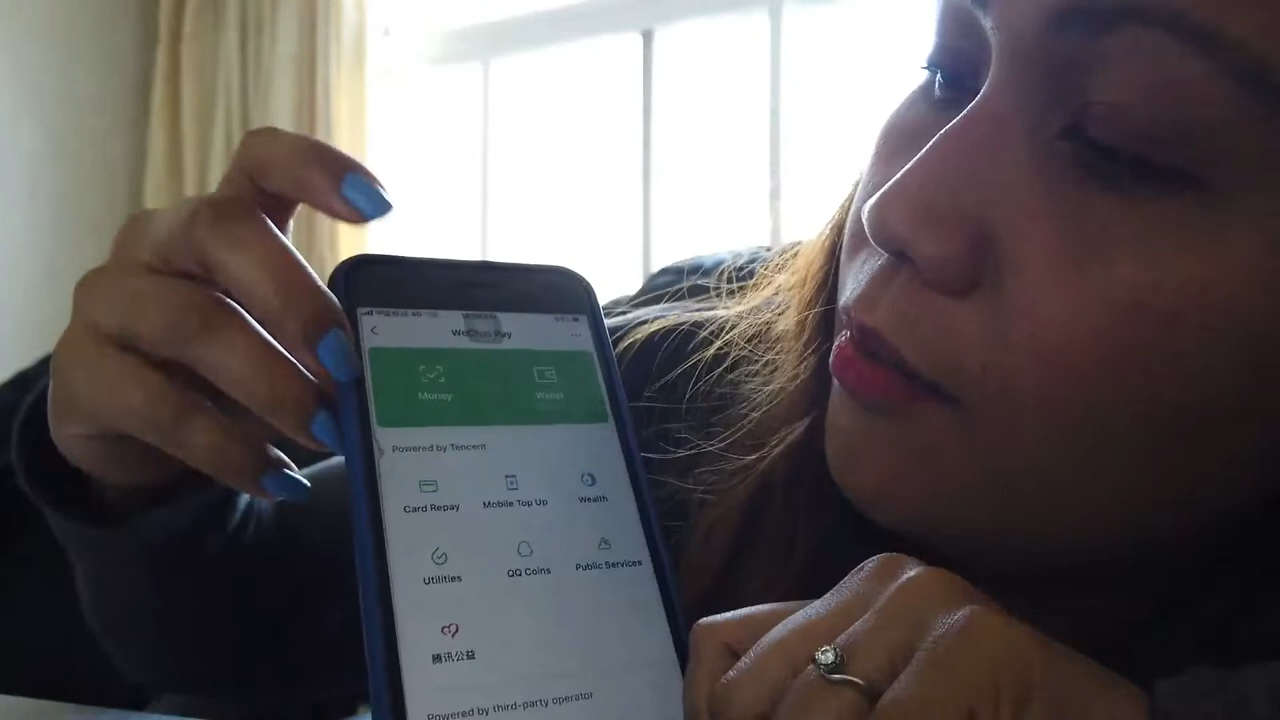 4G
WeChat Pay
Money
Wallet
Powered by Tencent
Card Repay
Mobile Top Up
Wealth
Utilities
QQ Coins
Public Services
腾讯公益
Powered by third-party operator